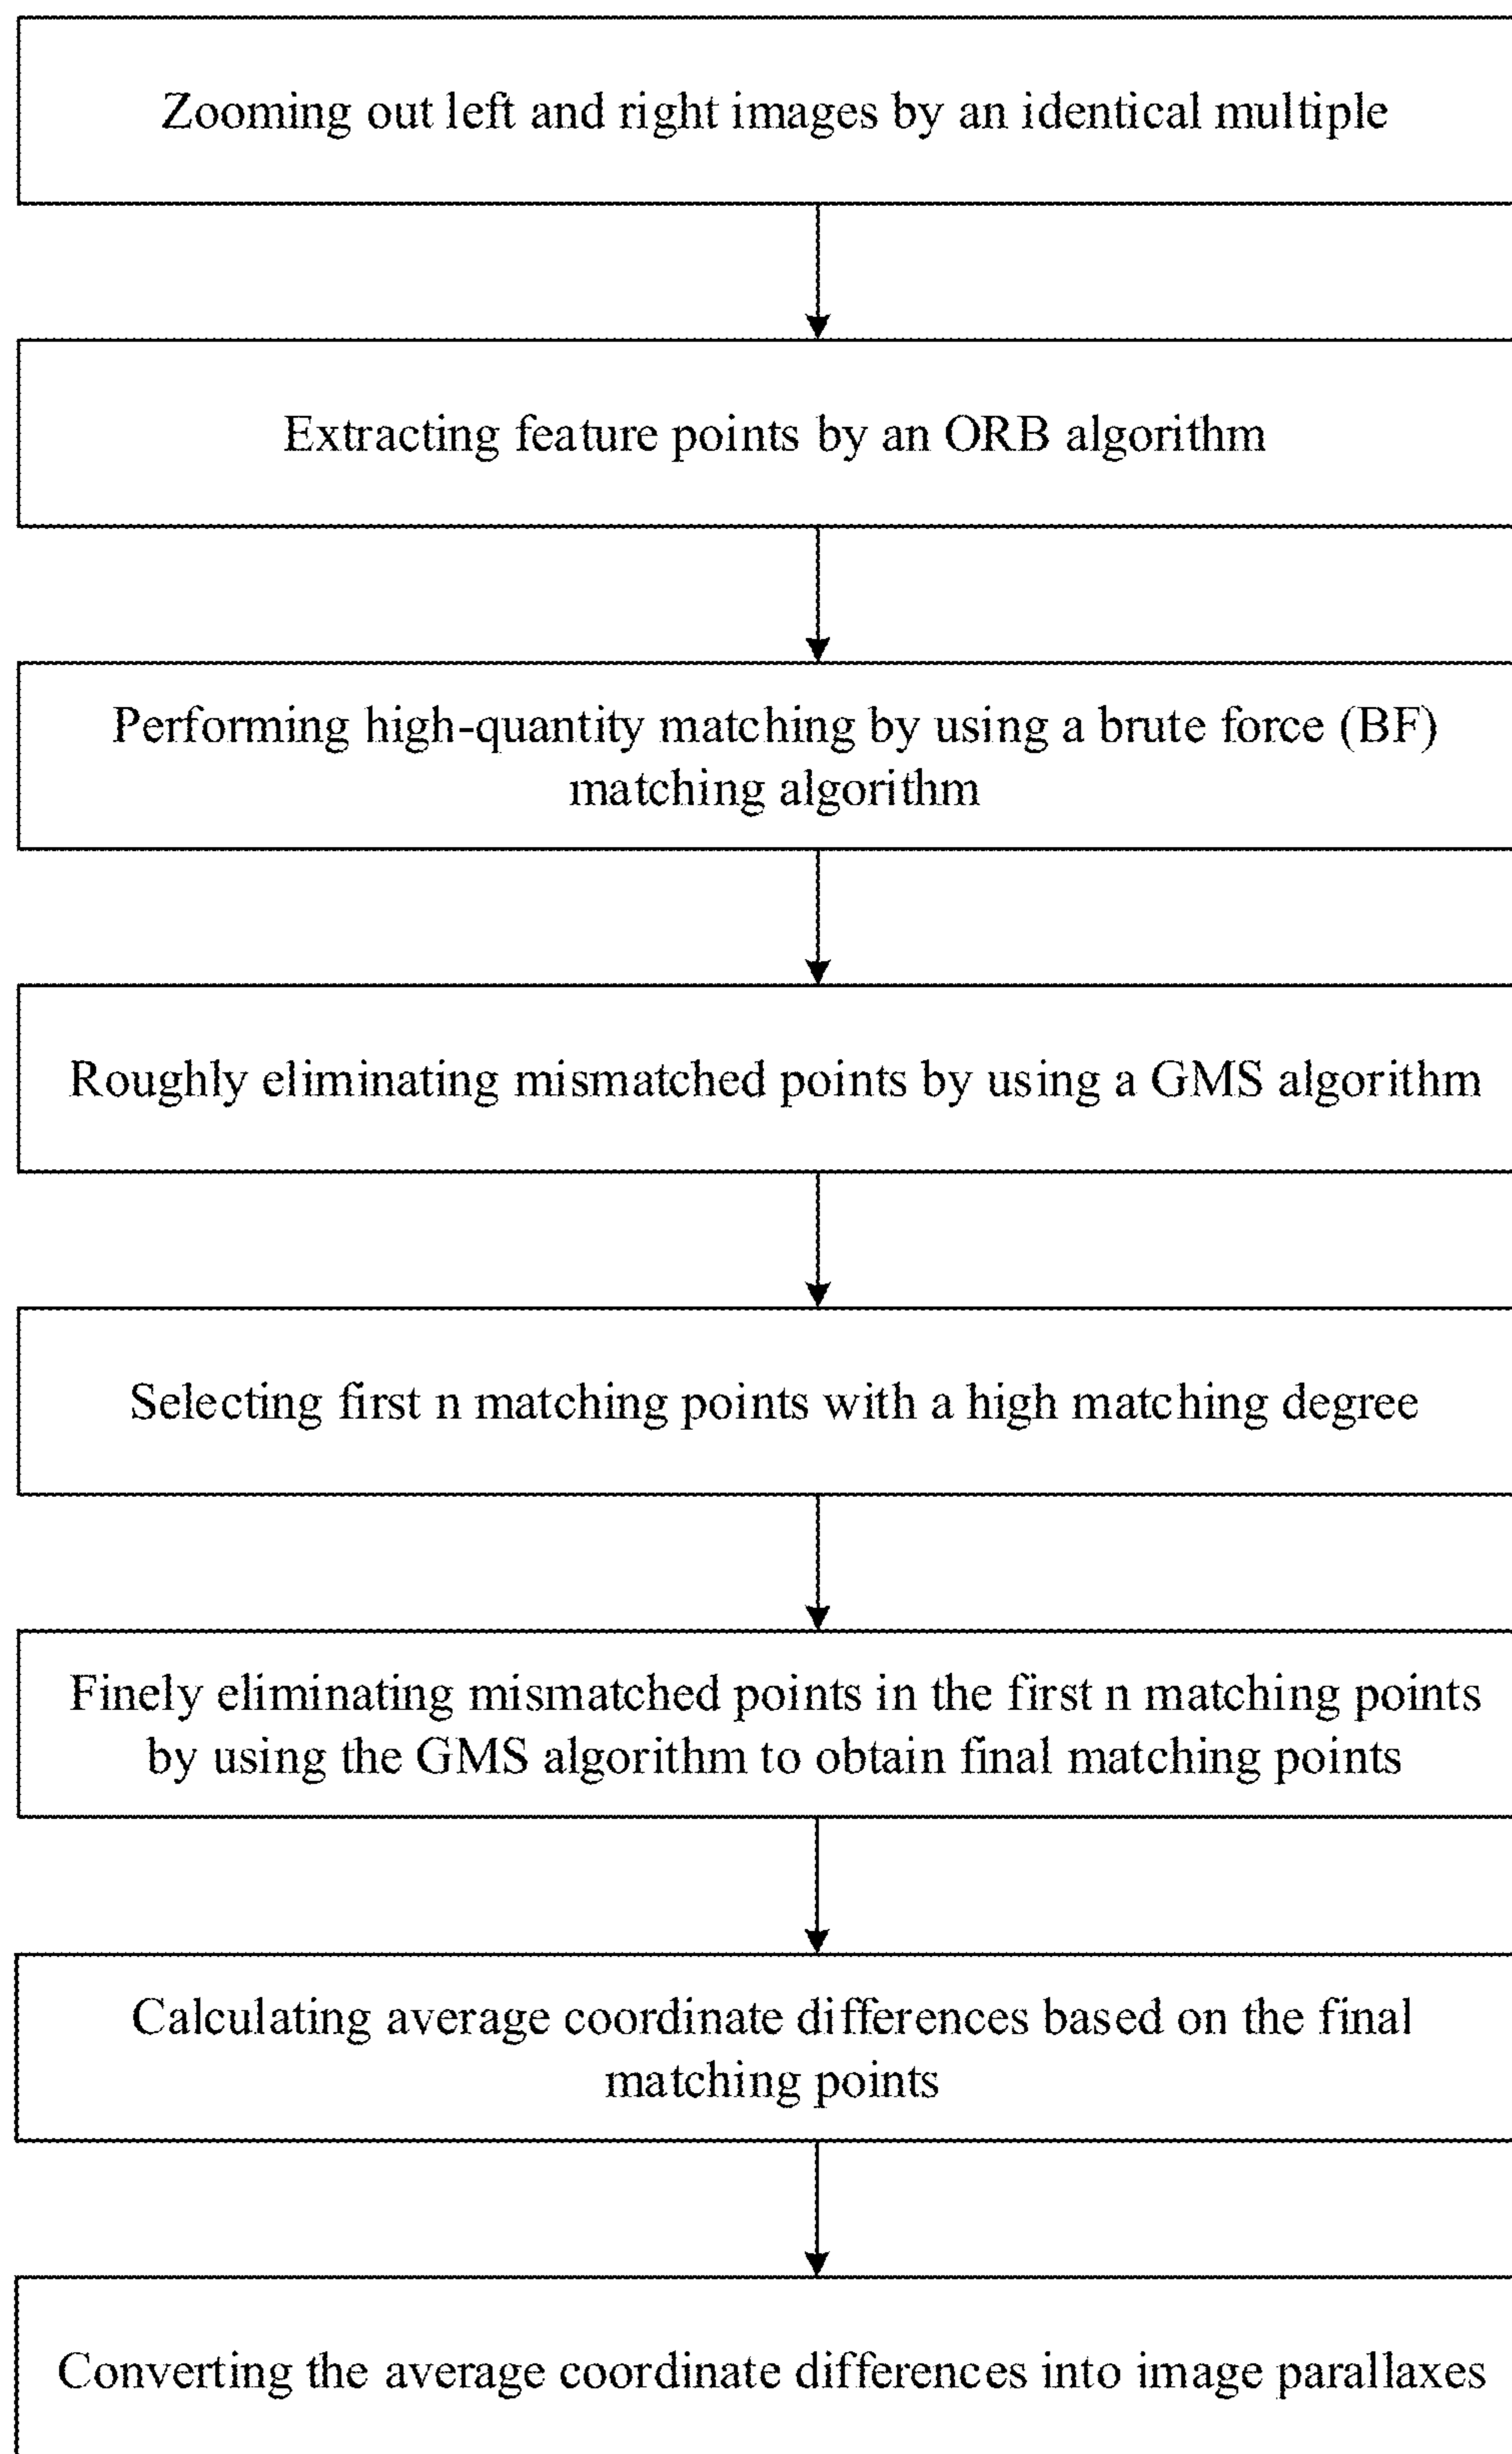 Zooming out left and right images by an identical multiple
Extracting feature points by an ORB algorithm
Performing high-quantity matching by using a brute force (BF)
matching algorithm
Roughly eliminating mismatched points by using a GMS algorithm
Selecting first n matching points with a high matching degree
Finely eliminating mismatched points in the first n matching points
by using the GMS algorithm to obtain final matching points
Calculating average coordinate differences based on the final
matching points
Converting the average coordinate differences into image parallaxes